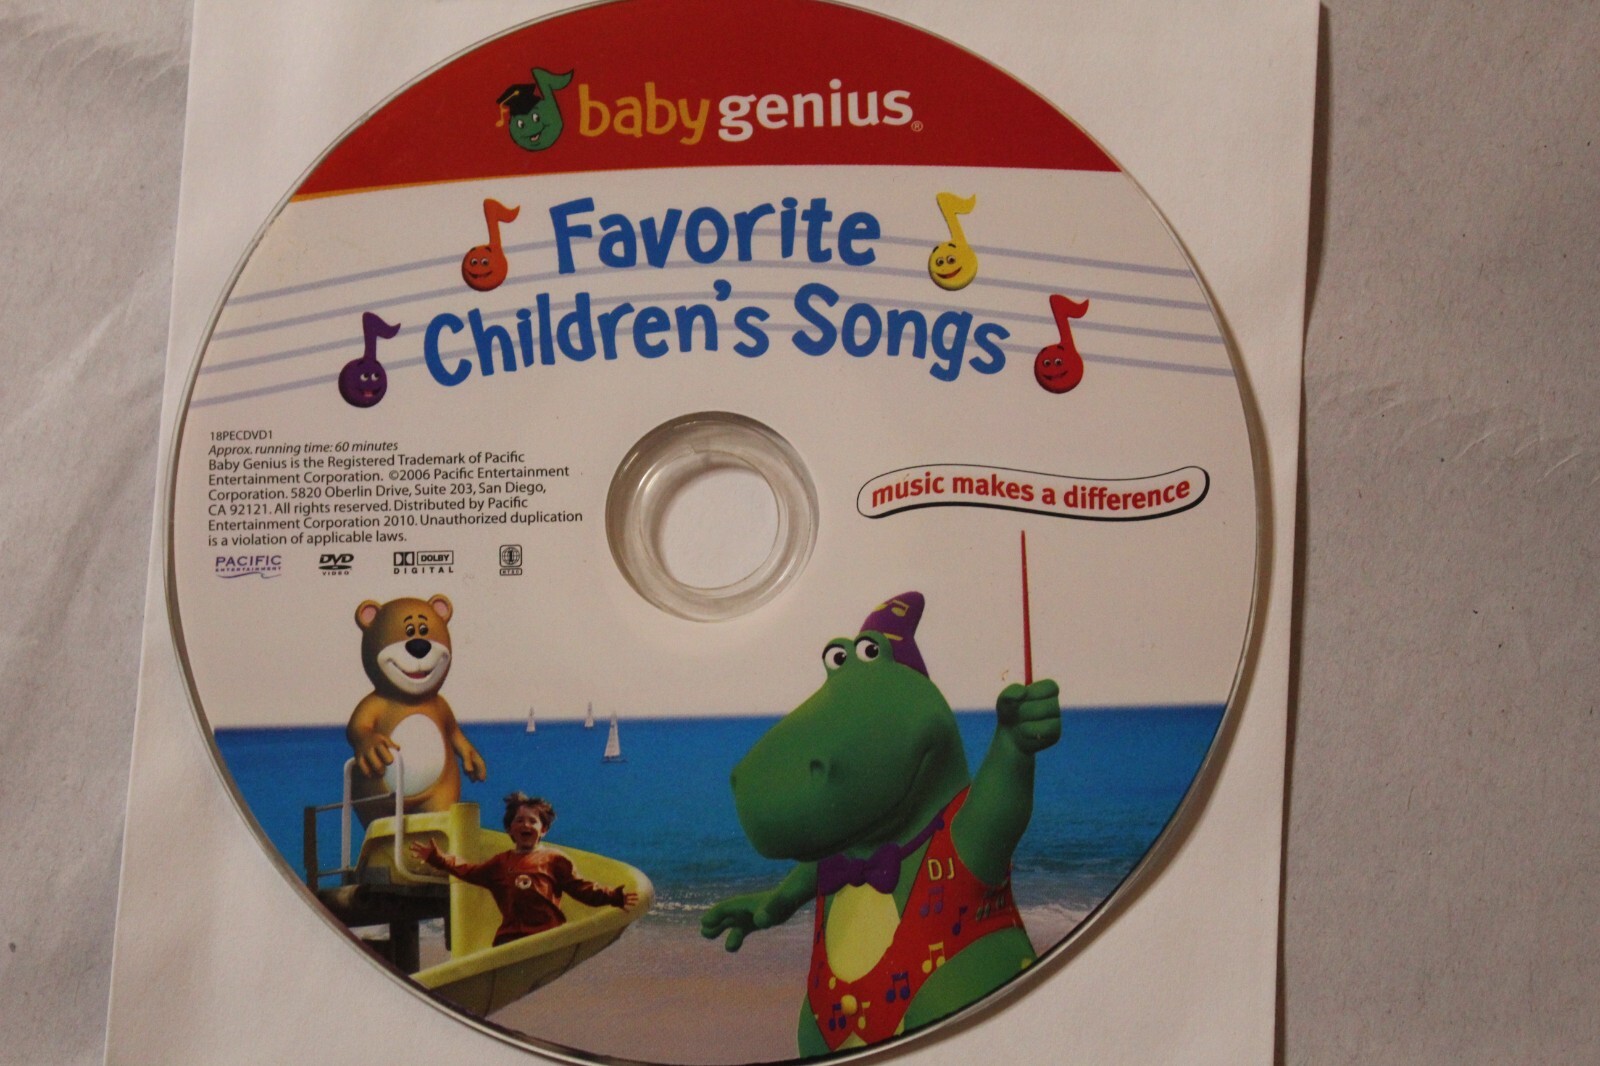 baby genius®
Favorite
Children's Songs
18PECDVD1
Approx. running time: 60 minutes
Baby Genius is the Registered Trademark of Pacific
Entertainment Corporation. ©2006 Pacific Entertainment
Corporation. 5820 Oberlin Drive, Suite 203, San Diego,
CA 92121. All rights reserved. Distributed by Pacific
Entertainment Corporation 2010. Unauthorized duplication
is a violation of applicable laws.
PACIFIC
ENTERTAINMENT
DVD
VIDEO
DOLBY
DIGITAL
NTSC
music makes a difference
DJ